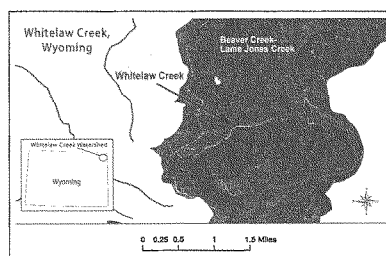 Whitelaw Creek,
Wyoming
Beaver Creek-
Lame Jones Creek
Whitelaw Creek
Whitelaw Creek Watershed
Wyoming
0 0.25 0.5 1 1.5 Miles